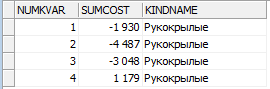 NUMKVAR SUMCOST KINDNAME
1 -1 930 Рукокрылые
2 -4 487 Рукокрылые
3 -3 048 Рукокрылые
4 1 179 Рукокрылые